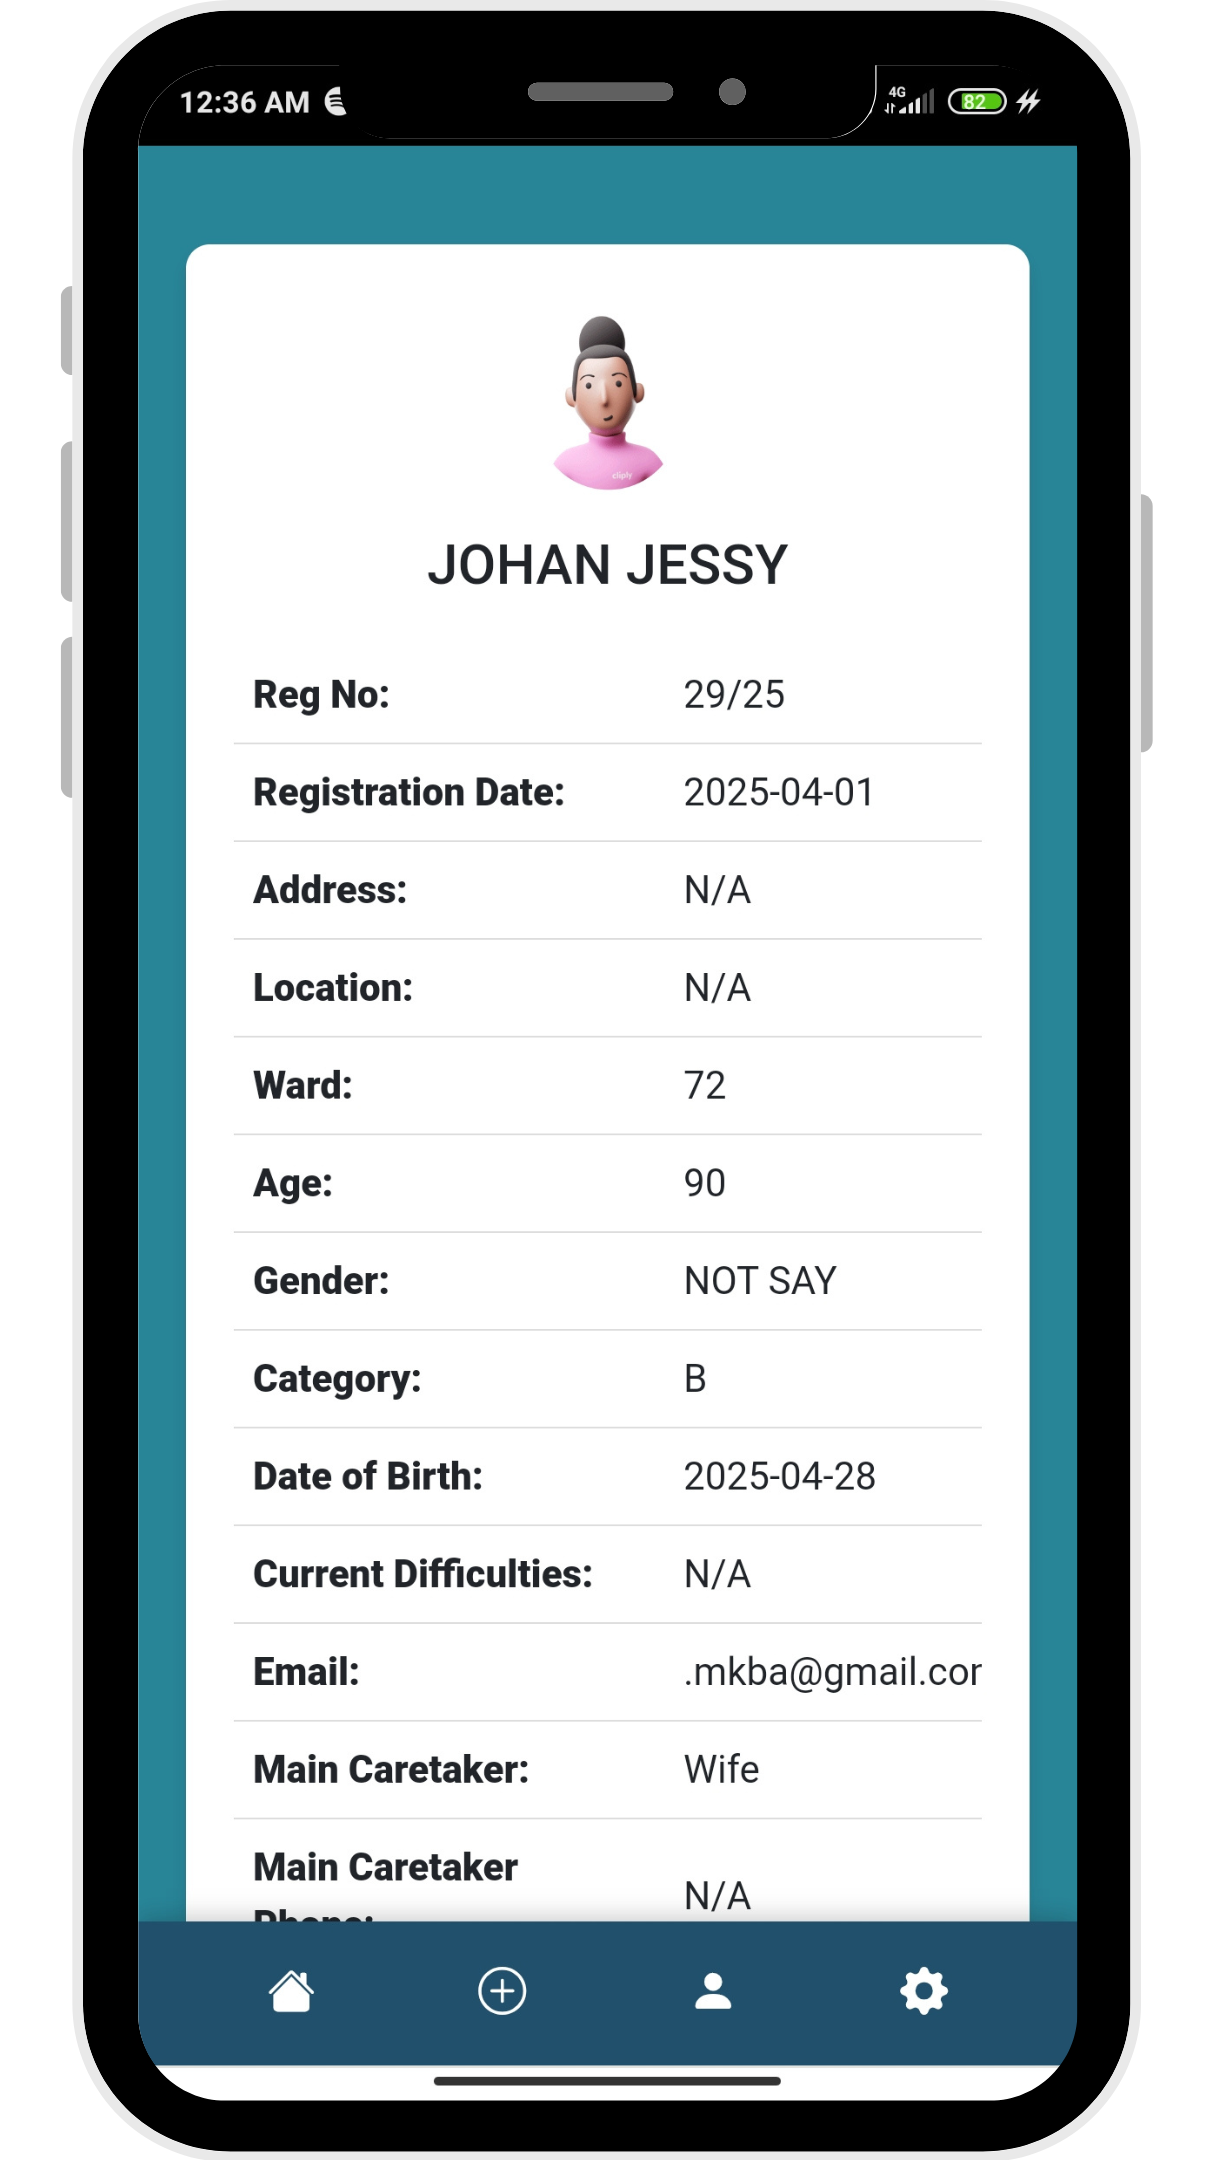 12:36 AM
4G
82
cliply
JOHAN JESSY
Reg No: 29/25
Registration Date: 2025-04-01
Address: N/A
Location: N/A
Ward: 72
Age: 90
Gender: NOT SAY
Category: B
Date of Birth: 2025-04-28
Current Difficulties: N/A
Email: .mkba@gmail.cor
Main Caretaker: Wife
Main Caretaker
Phone: N/A